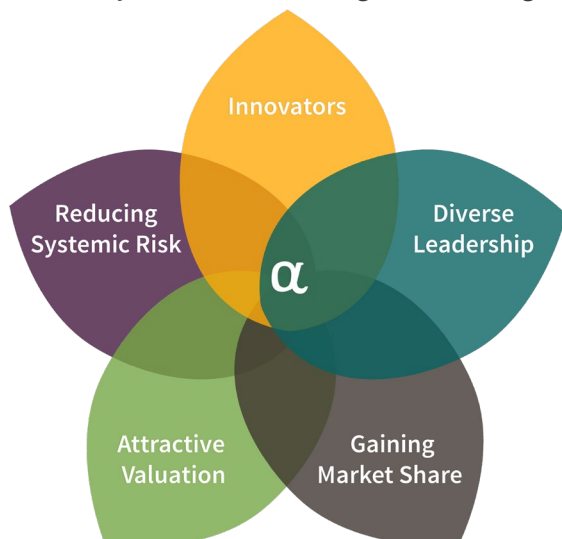 Innovators
Reducing
Systemic Risk
Diverse
Leadership
α
Attractive
Valuation
Gaining
Market Share